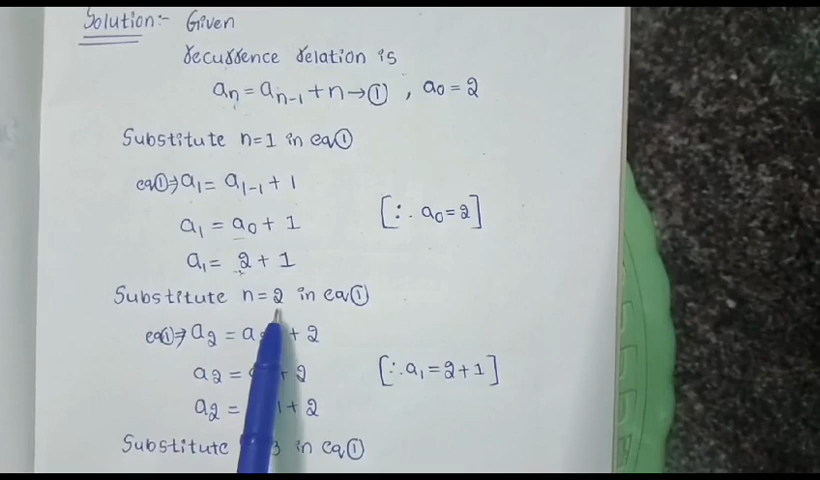 Solution:- Given
recurrence relation is
aₙ = aₙ₋₁ + n → ① , a₀ = 2
Substitute n=1 in eq①
eq①⇒ a₁ = a₁₋₁ + 1
a₁ = a₀ + 1 [∵ a₀ = 2]
a₁ = 2 + 1
Substitute n=2 in eq①
eq①⇒ a₂ = a + 2
a₂ = + 2 [∵ a₁ = 2+1]
a₂ = 1 + 2
Substitute 3 in eq①